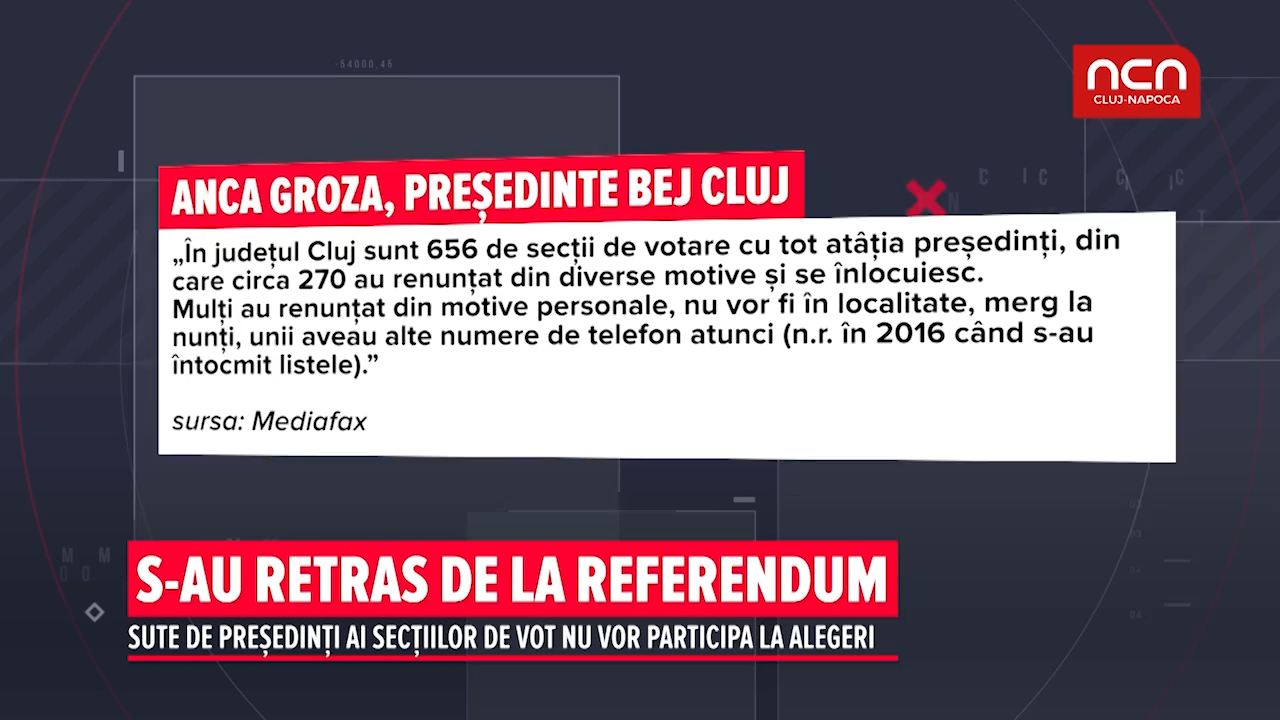 -54000.45
ncn
CLUJ-NAPOCA
ANCA GROZA, PREȘEDINTE BEJ CLUJ
„În județul Cluj sunt 656 de secții de votare cu tot atâția președinți, din
care circa 270 au renunțat din diverse motive și se înlocuiesc.
Mulți au renunțat din motive personale, nu vor fi în localitate, merg la
nunți, unii aveau alte numere de telefon atunci (n.r. în 2016 când s-au
întocmit listele).”
sursa: Mediafax
S-AU RETRAS DE LA REFERENDUM
SUTE DE PREȘEDINȚI AI SECȚIILOR DE VOT NU VOR PARTICIPA LA ALEGERI